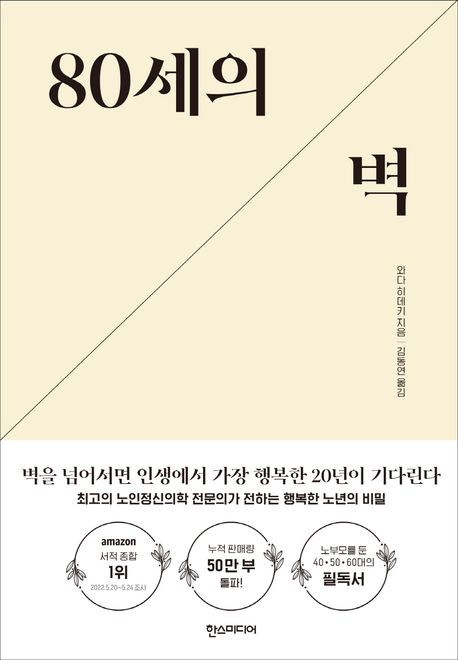 80세의
벽
와다 히데키 지음 | 김동연 옮김
벽을 넘어서면 인생에서 가장 행복한 20년이 기다린다
최고의 노인정신의학 전문의가 전하는 행복한 노년의 비밀
amazon
서적 종합
1위
2022.5.20~5.24 조사
누적 판매량
50만 부
돌파!
노부모를 둔
40•50•60대의
필독서
한스미디어